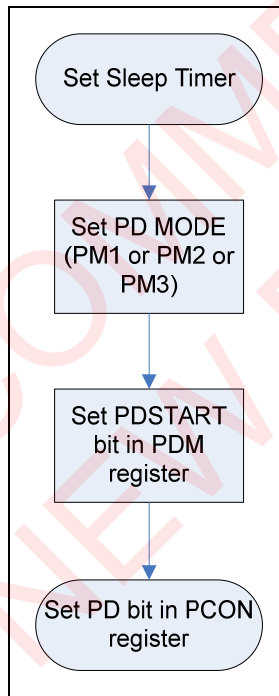 Set Sleep Timer
Set PD MODE
(PM1 or PM2 or
PM3)
Set PDSTART
bit in PDM
register
Set PD bit in PCON
register